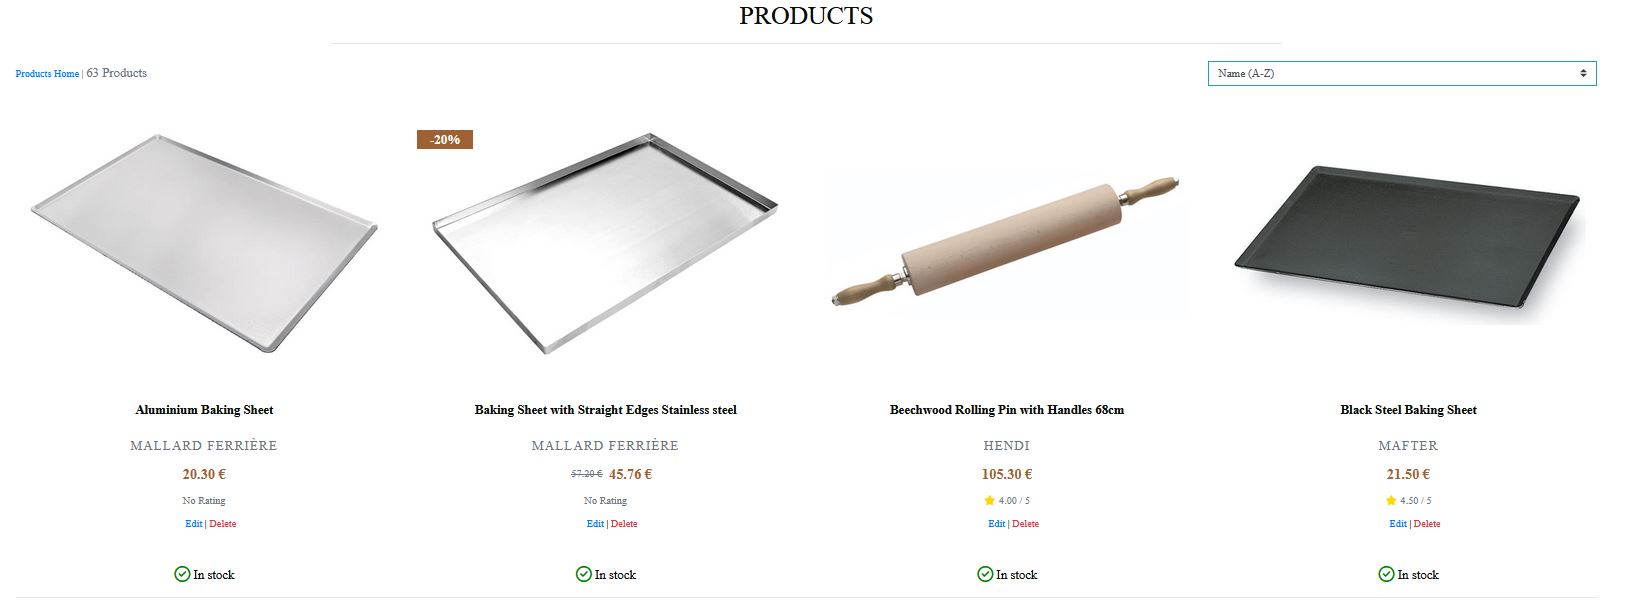 PRODUCTS
Products Home | 63 Products
Name (A-Z)
-20%
Aluminium Baking Sheet
MALLARD FERRIÈRE
20.30 €
No Rating
Edit | Delete
In stock
Baking Sheet with Straight Edges Stainless steel
MALLARD FERRIÈRE
57.20 € 45.76 €
No Rating
Edit | Delete
In stock
Beechwood Rolling Pin with Handles 68cm
HENDI
105.30 €
4.00 / 5
Edit | Delete
In stock
Black Steel Baking Sheet
MAFTER
21.50 €
4.50 / 5
Edit | Delete
In stock